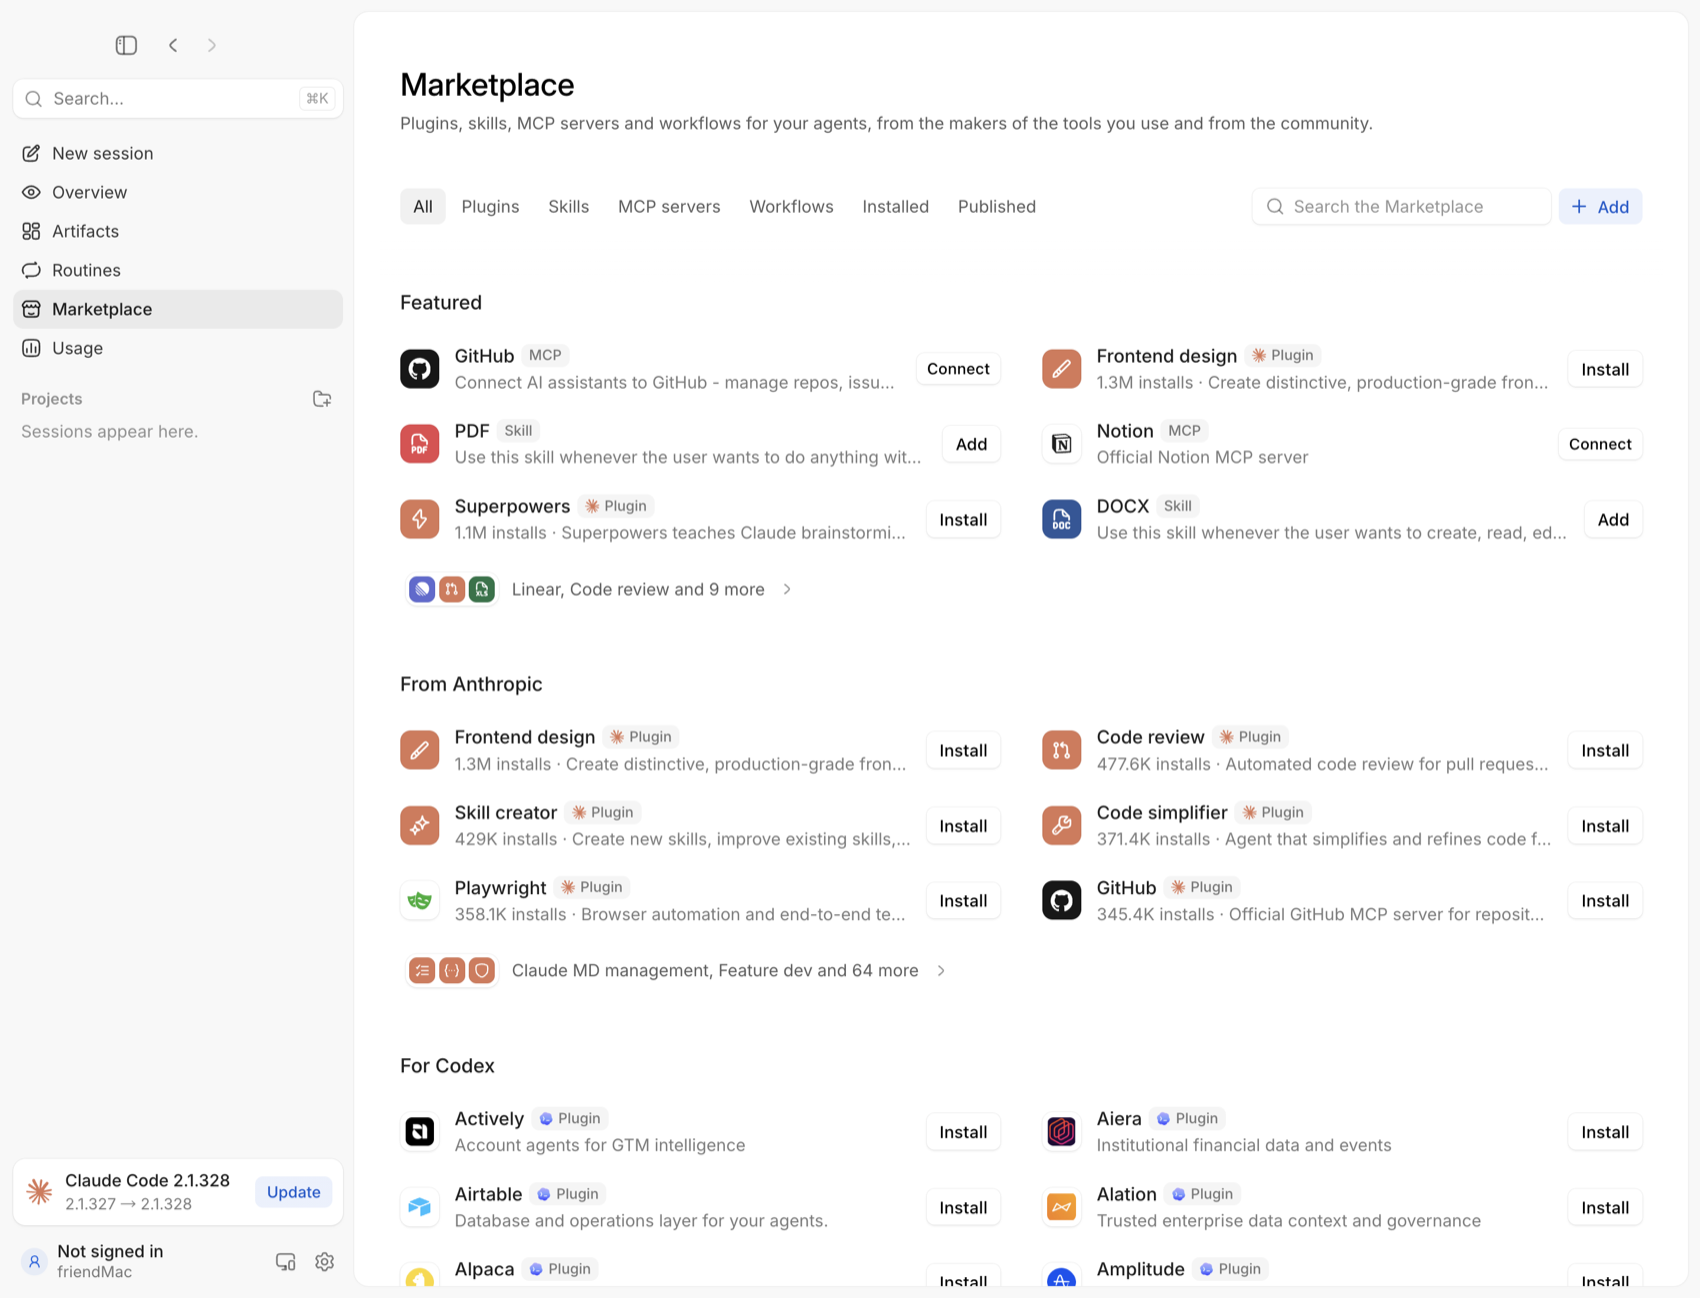 Search...
⌘K
New session
Overview
Artifacts
Routines
Marketplace
Usage
Projects
Sessions appear here.
Claude Code 2.1.328
2.1.327 → 2.1.328
Update
Not signed in
friendMac
Marketplace
Plugins, skills, MCP servers and workflows for your agents, from the makers of the tools you use and from the community.
All Plugins Skills MCP servers Workflows Installed Published
Search the Marketplace
+ Add
Featured
GitHub MCP
Connect AI assistants to GitHub - manage repos, issu...
Connect
Frontend design Plugin
1.3M installs · Create distinctive, production-grade fron...
Install
PDF
PDF Skill
Use this skill whenever the user wants to do anything wit...
Add
Notion MCP
Official Notion MCP server
Connect
Superpowers Plugin
1.1M installs · Superpowers teaches Claude brainstormi...
Install
DOC
DOCX Skill
Use this skill whenever the user wants to create, read, ed...
Add
XLS
Linear, Code review and 9 more
From Anthropic
Frontend design Plugin
1.3M installs · Create distinctive, production-grade fron...
Install
Code review Plugin
477.6K installs · Automated code review for pull reques...
Install
Skill creator Plugin
429K installs · Create new skills, improve existing skills,...
Install
Code simplifier Plugin
371.4K installs · Agent that simplifies and refines code f...
Install
Playwright Plugin
358.1K installs · Browser automation and end-to-end te...
Install
GitHub Plugin
345.4K installs · Official GitHub MCP server for reposit...
Install
Claude MD management, Feature dev and 64 more
For Codex
Actively Plugin
Account agents for GTM intelligence
Install
Aiera Plugin
Institutional financial data and events
Install
Airtable Plugin
Database and operations layer for your agents.
Install
Alation Plugin
Trusted enterprise data context and governance
Install
Alpaca Plugin
Install
Amplitude Plugin
Install